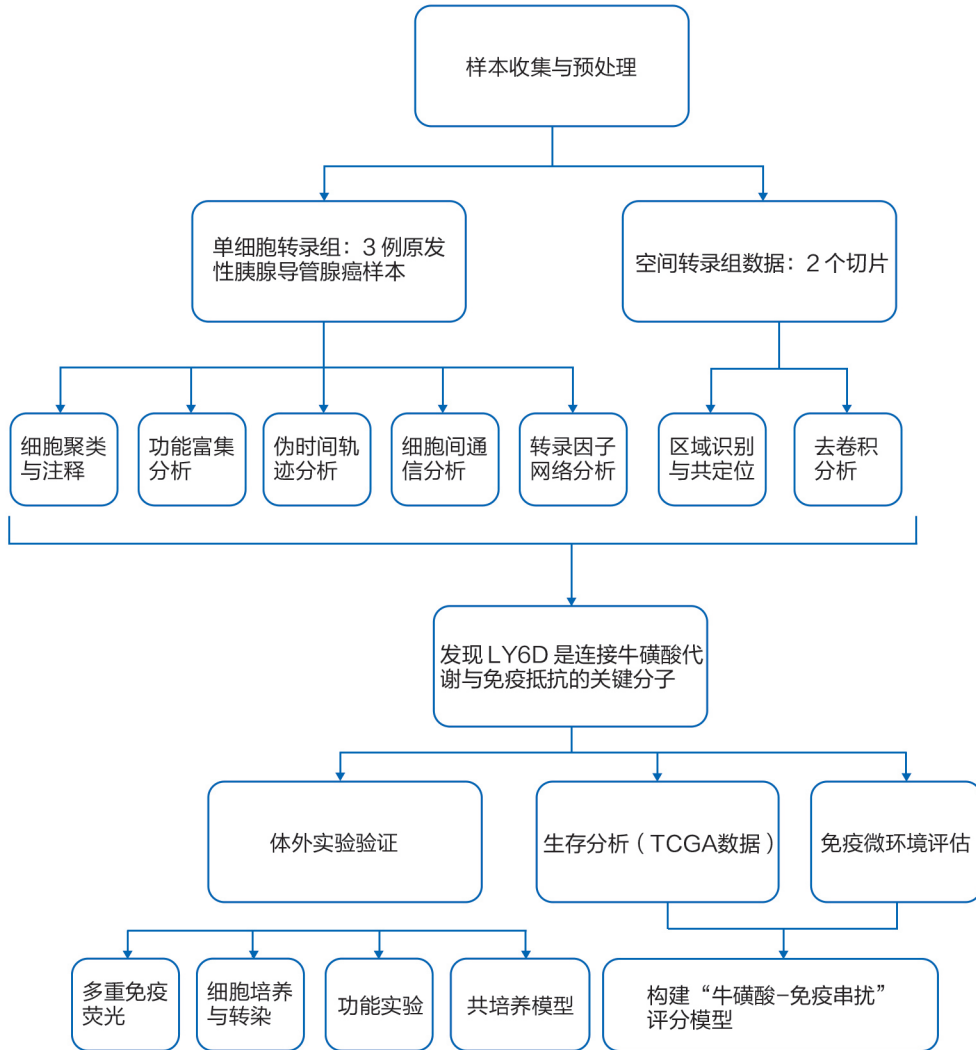 样本收集与预处理
单细胞转录组：3 例原发
性胰腺导管腺癌样本
空间转录组数据：2 个切片
细胞聚类
与注释
功能富集
分析
伪时间轨
迹分析
细胞间通
信分析
转录因子
网络分析
区域识别
与共定位
去卷积
分析
发现 LY6D 是连接牛磺酸代
谢与免疫抵抗的关键分子
体外实验验证
生存分析（TCGA数据）
免疫微环境评估
多重免疫
荧光
细胞培养
与转染
功能实验
共培养模型
构建“牛磺酸–免疫串扰”
评分模型